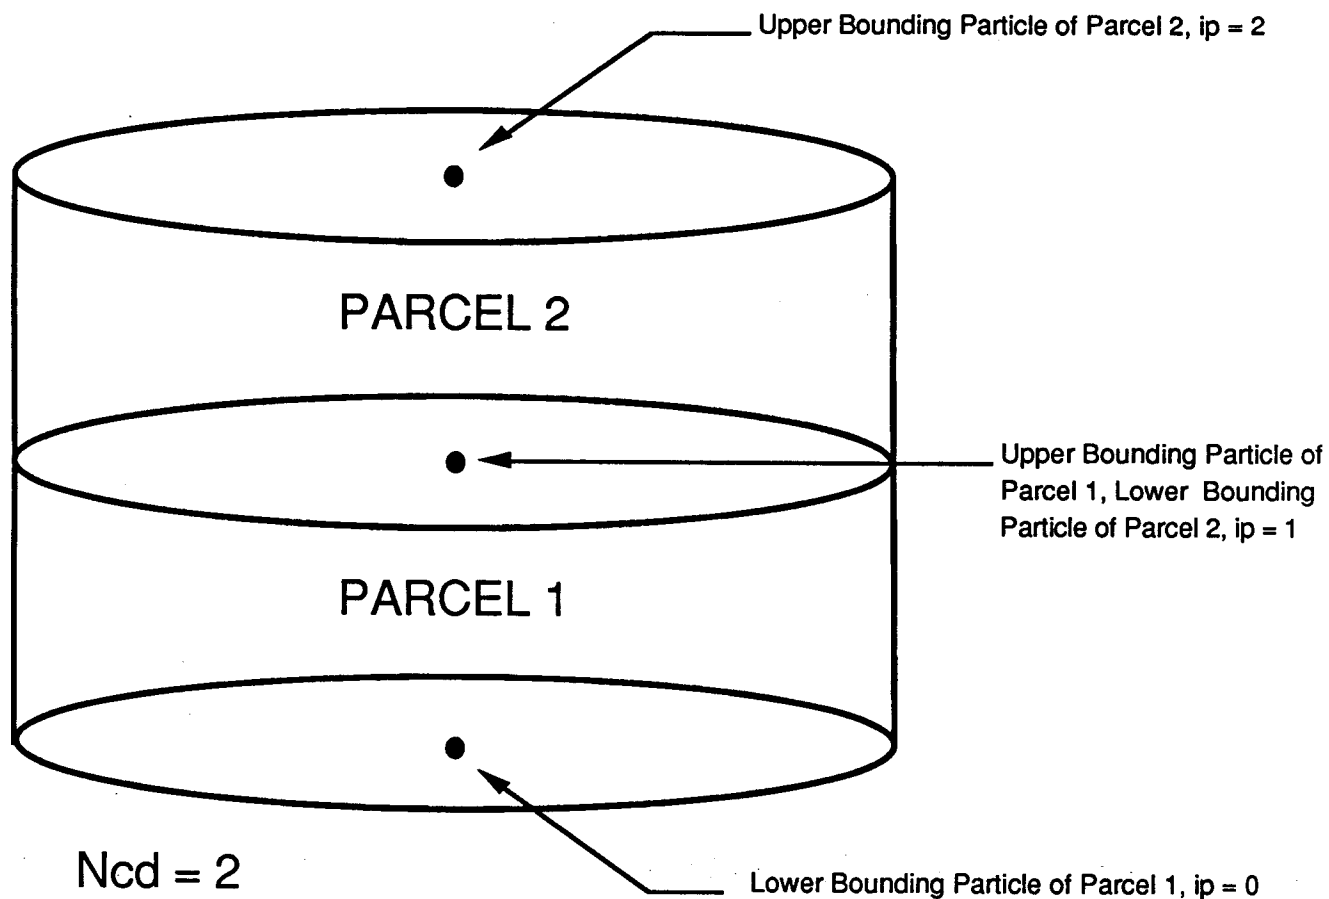 Upper Bounding Particle of Parcel 2, ip = 2
PARCEL 2
Upper Bounding Particle of
Parcel 1, Lower Bounding
Particle of Parcel 2, ip = 1
PARCEL 1
Ncd = 2
Lower Bounding Particle of Parcel 1, ip = 0